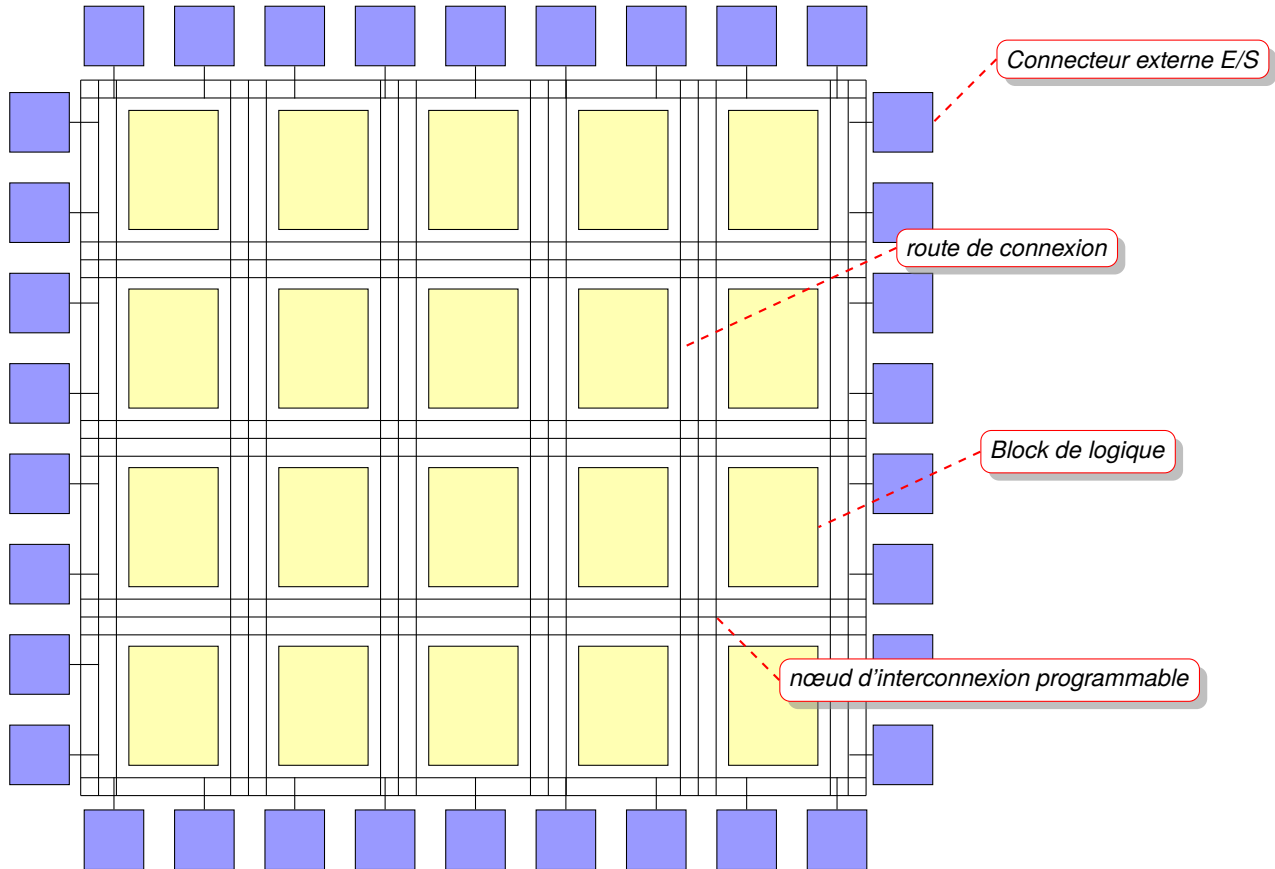 Connecteur externe E/S
route de connexion
Block de logique
nœud d'interconnexion programmable